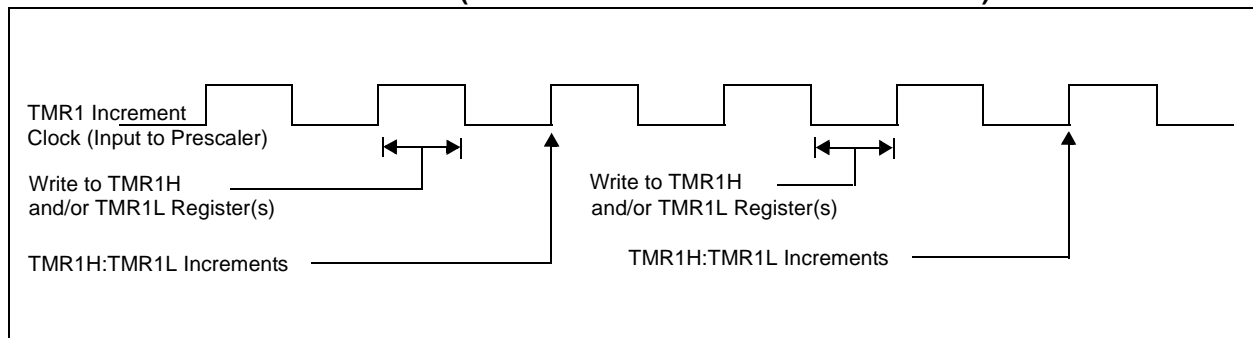 (
)
TMR1 Increment
Clock (Input to Prescaler)
Write to TMR1H
and/or TMR1L Register(s)
Write to TMR1H
and/or TMR1L Register(s)
TMR1H:TMR1L Increments
TMR1H:TMR1L Increments